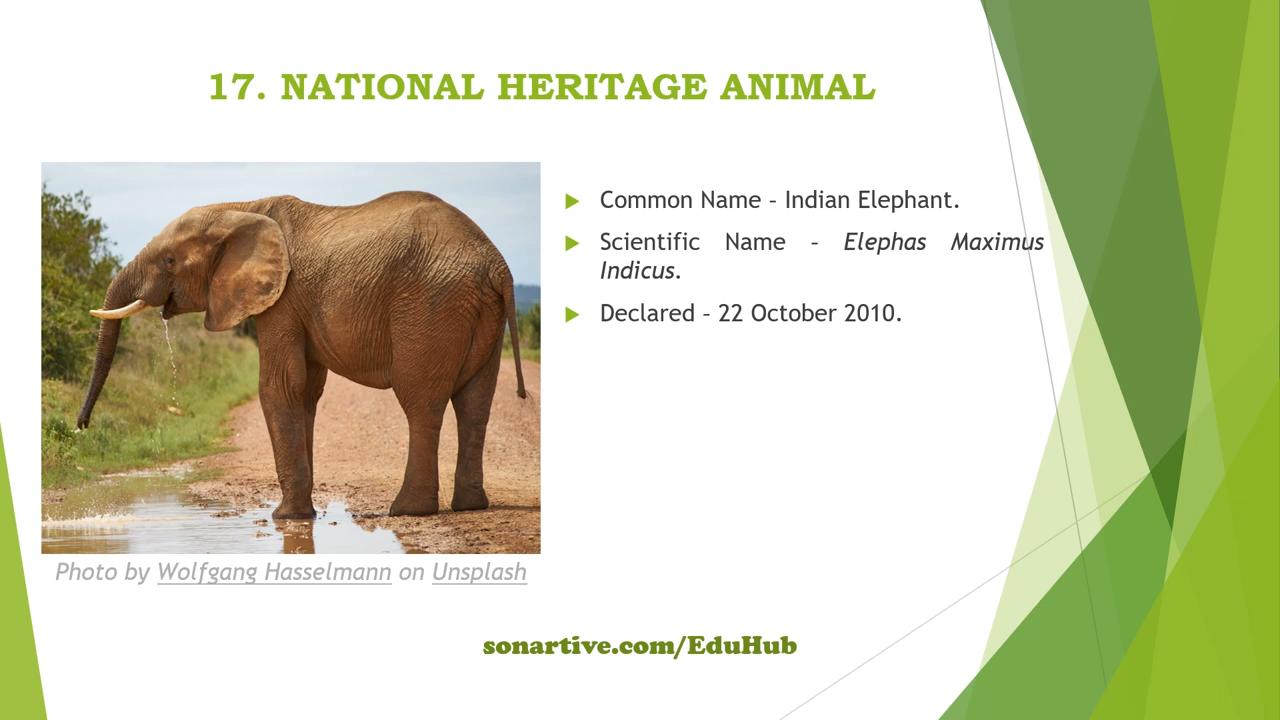 17. NATIONAL HERITAGE ANIMAL
Common Name – Indian Elephant.
Scientific Name – Elephas Maximus
Indicus.
Declared – 22 October 2010.
Photo by Wolfgang Hasselmann on Unsplash
sonartive.com/EduHub